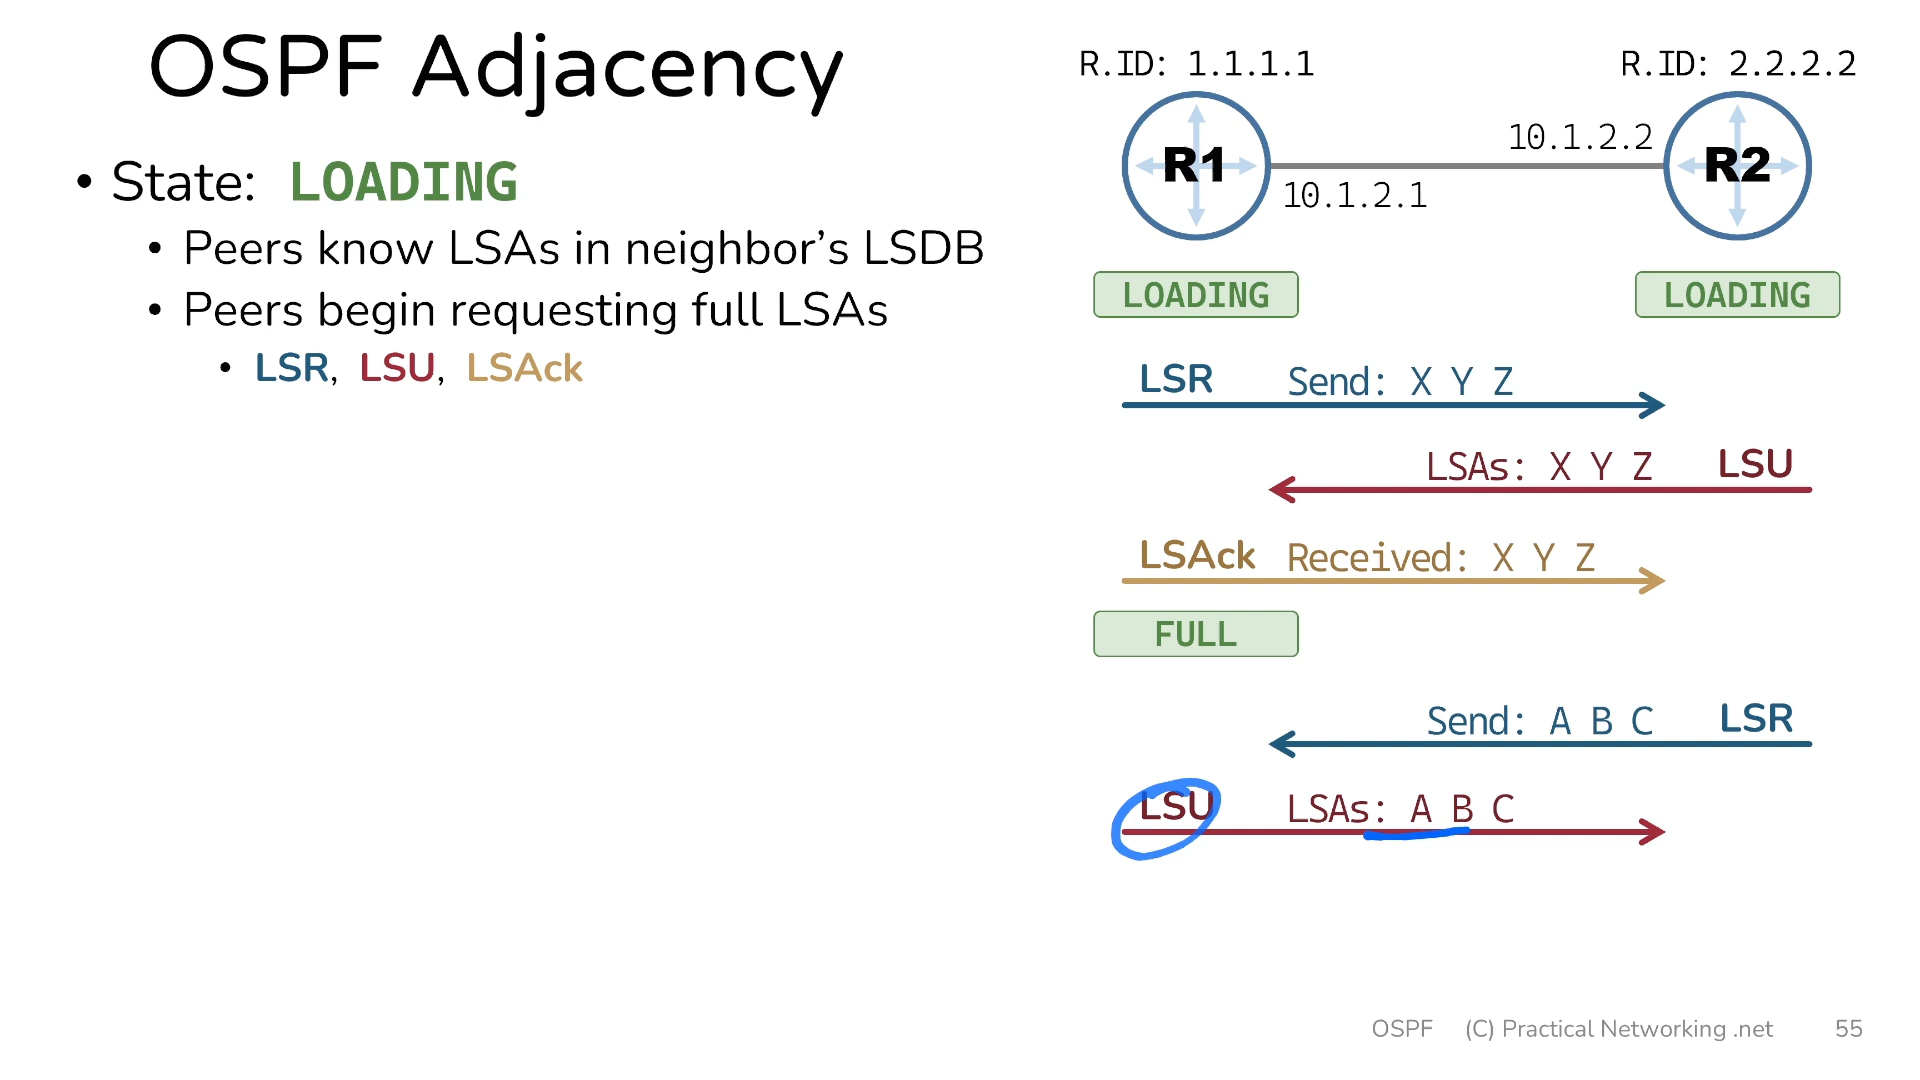 OSPF Adjacency
• State: LOADING
• Peers know LSAs in neighbor’s LSDB
• Peers begin requesting full LSAs
• LSR, LSU, LSAck
R.ID: 1.1.1.1
R.ID: 2.2.2.2
R1
10.1.2.1
10.1.2.2
R2
LOADING
LOADING
LSR Send: X Y Z
LSAs: X Y Z LSU
LSAck Received: X Y Z
FULL
Send: A B C LSR
LSU LSAs: A B C
OSPF (C) Practical Networking .net 55